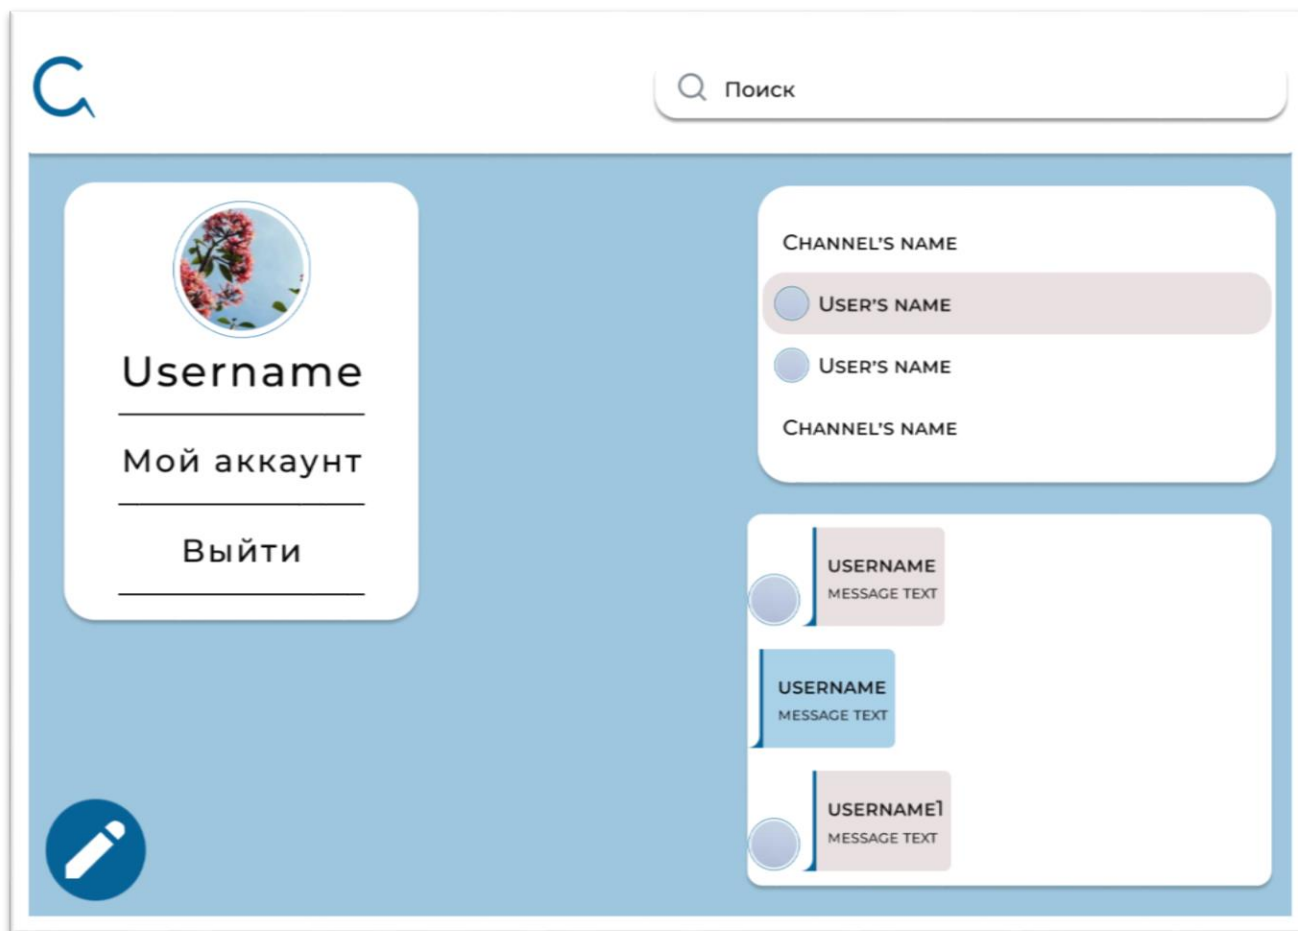 Поиск
Username
Мой аккаунт
Выйти
CHANNEL'S NAME
USER'S NAME
USER'S NAME
CHANNEL'S NAME
USERNAME
MESSAGE TEXT
USERNAME
MESSAGE TEXT
USERNAME1
MESSAGE TEXT